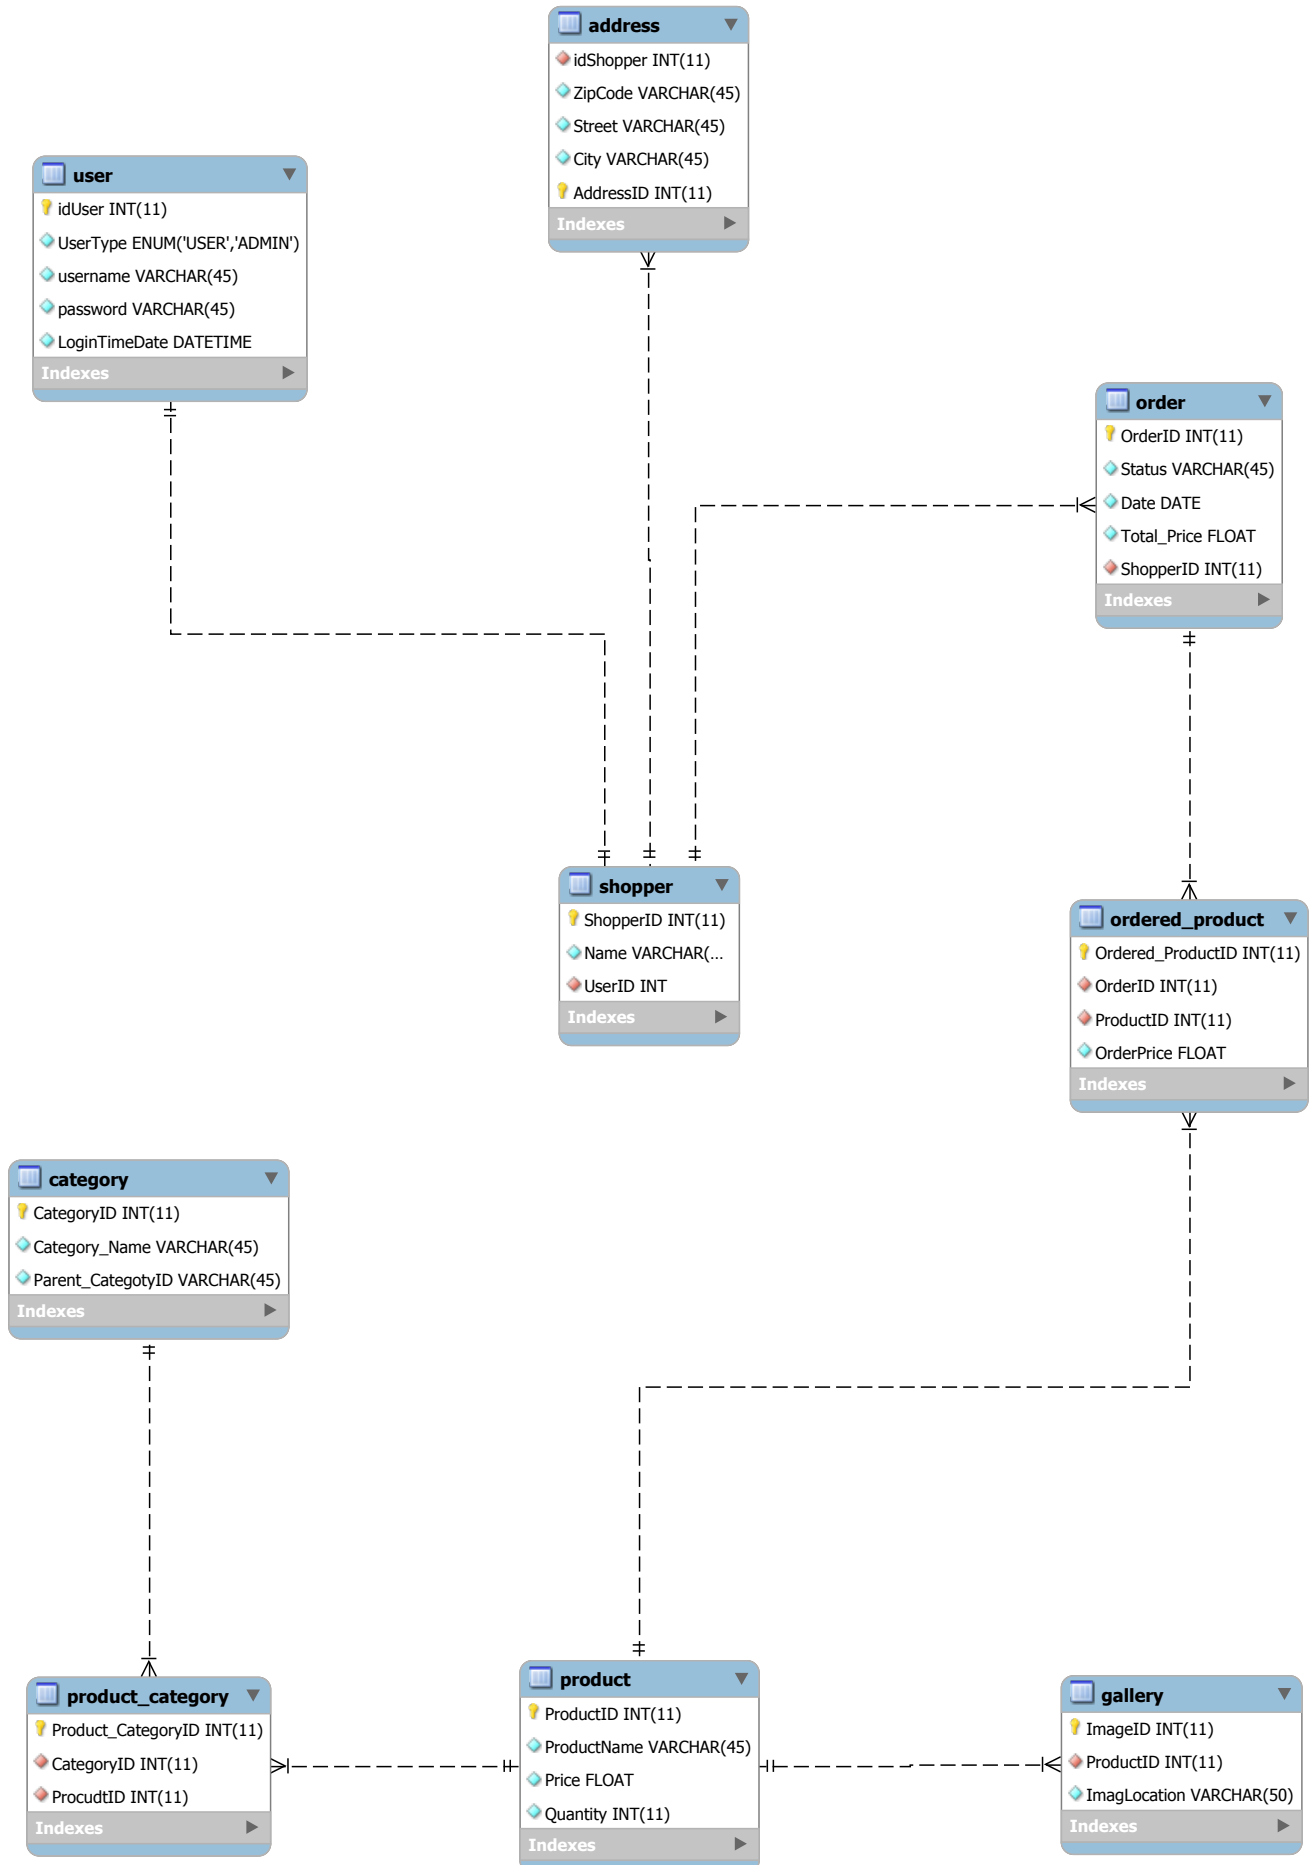 address
idShopper INT(11)
ZipCode VARCHAR(45)
Street VARCHAR(45)
City VARCHAR(45)
AddressID INT(11)
Indexes
user
idUser INT(11)
UserType ENUM('USER','ADMIN')
username VARCHAR(45)
password VARCHAR(45)
LoginTimeDate DATETIME
Indexes
order
OrderID INT(11)
Status VARCHAR(45)
Date DATE
Total_Price FLOAT
ShopperID INT(11)
Indexes
shopper
ShopperID INT(11)
Name VARCHAR(...
UserID INT
Indexes
ordered_product
Ordered_ProductID INT(11)
OrderID INT(11)
ProductID INT(11)
OrderPrice FLOAT
Indexes
category
CategoryID INT(11)
Category_Name VARCHAR(45)
Parent_CategotyID VARCHAR(45)
Indexes
product_category
Product_CategoryID INT(11)
CategoryID INT(11)
ProcudtID INT(11)
Indexes
product
ProductID INT(11)
ProductName VARCHAR(45)
Price FLOAT
Quantity INT(11)
Indexes
gallery
ImageID INT(11)
ProductID INT(11)
ImagLocation VARCHAR(50)
Indexes